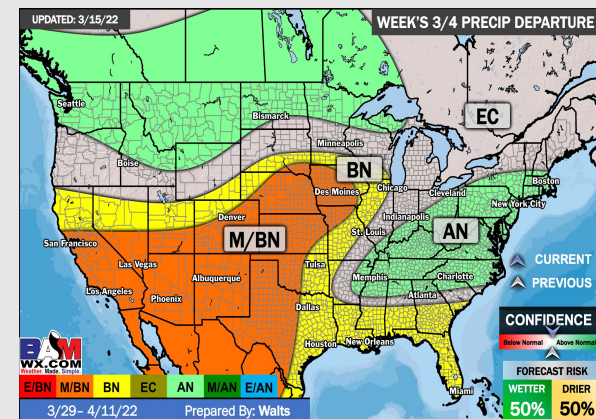 UPDATED: 3/15/22
WEEK'S 3/4 PRECIP DEPARTURE
EC
Seattle
Bismarck
Minneapolis
Boise
BN
Boston
Des Moines
Chicago
Cleveland
New York City
Denver
Indianapolis
M/BN
St. Louis
AN
San Francisco
Las Vegas
Tulsa
CURRENT
Albuquerque
Memphis
Charlotte
PREVIOUS
Los Angeles
Phoenix
Atlanta
Dallas
CONFIDENCE
Houston
New Orleans
Below Normal
Above Normal
BAM
WX.COM
Weather. Made. Simple.
FORECAST RISK
E/BN
M/BN
BN
EC
AN
M/AN
E/AN
Miami
WETTER
DRIER
50%
50%
3/29– 4/11/22
Prepared By: Walts